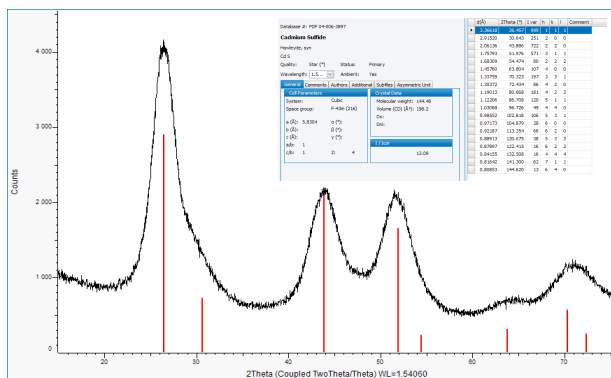 Database #: PDF 04-006-3897
Cadmium Sulfide
Hawleyite, syn
Cd S
Quality: Star (*) Status: Primary
Wavelength: 1.5... Ambient: Yes
General Comments Authors Additional Subfiles Asymmetric Unit
Cell Parameters
System: Cubic
Space group: F-43m (216)
a (Å): 5.8304 α (°):
b (Å): β (°):
c (Å): γ (°):
a/b: 1
c/b: 1 Z: 4
Crystal Data
Molecular weight: 144.48
Volume (CD) (Å³): 198.2
Dx:
Dm:
I / Icor
13.09
d(Å) 2Theta (°) I var h k l Comment
3.36618 26.457 999 1 1 1
2.91520 30.643 251 2 0 0
2.06136 43.886 722 2 2 0
1.75793 51.976 571 3 1 1
1.68309 54.474 80 2 2 2
1.45760 63.804 107 4 0 0
1.33759 70.323 197 3 3 1
1.30372 72.434 86 4 2 0
1.19013 80.668 181 4 2 2
1.12206 86.708 120 5 1 1
1.03068 96.726 49 4 4 0
0.98552 102.818 106 5 3 1
0.97173 104.879 28 6 0 0
0.92187 113.354 66 6 2 0
0.88913 120.075 38 5 3 3
0.87897 122.415 16 6 2 2
0.84155 132.508 16 4 4 4
0.81642 141.300 62 7 1 1
0.80853 144.620 13 6 4 0
Counts
4 000
3 000
2 000
1 000
0
20 30 40 50 60 70
2Theta (Coupled TwoTheta/Theta) WL=1.54060